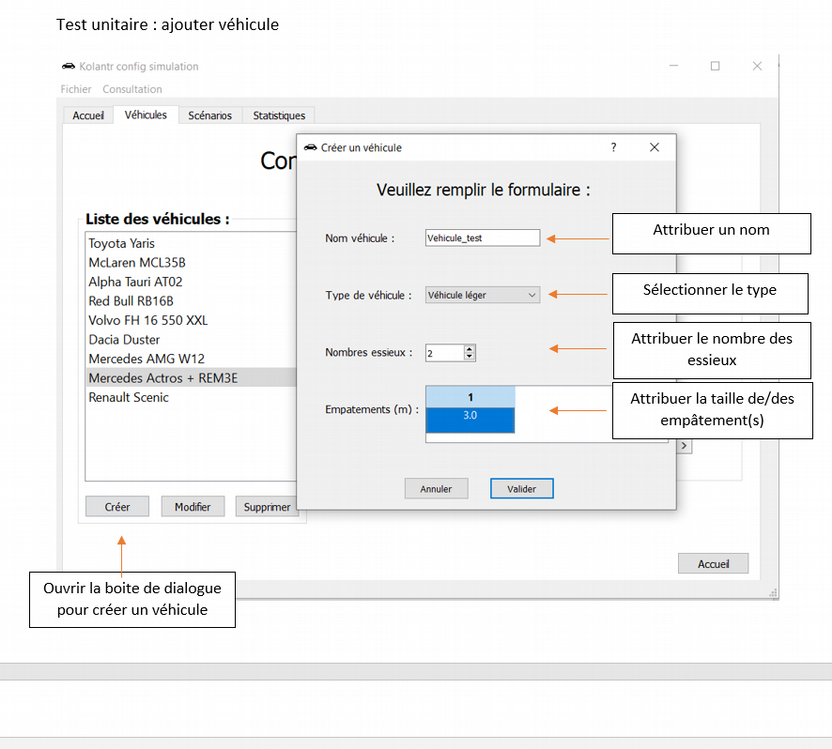 Test unitaire : ajouter véhicule
Kolantr config simulation
Fichier Consultation
Accueil Véhicules Scénarios Statistiques
Con
Liste des véhicules :
Toyota Yaris
McLaren MCL35B
Alpha Tauri AT02
Red Bull RB16B
Volvo FH 16 550 XXL
Dacia Duster
Mercedes AMG W12
Mercedes Actros + REM3E
Renault Scenic
Créer Modifier Supprimer
Créer un véhicule ?
Veuillez remplir le formulaire :
Nom véhicule : Vehicule_test
Attribuer un nom
Type de véhicule : Véhicule léger
Sélectionner le type
Nombres essieux : 2
Attribuer le nombre des
essieux
Empatements (m) :
1
3.0
Attribuer la taille de/des
empâtement(s)
Annuler Valider
Accueil
Ouvrir la boite de dialogue
pour créer un véhicule